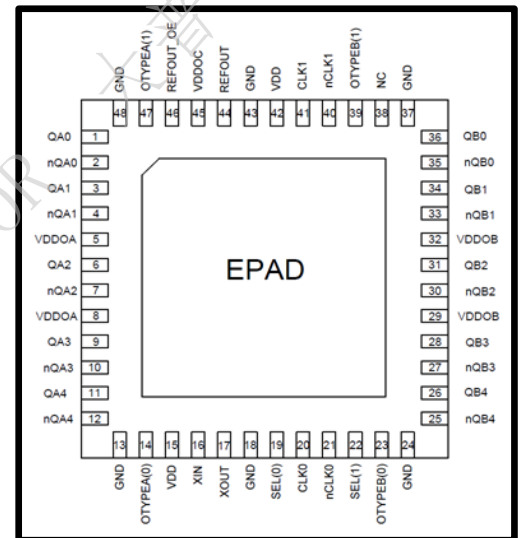 GND OTYPEA(1) REFOUT_OE VDDOC REFOUT GND VDD CLK1 nCLK1 OTYPEB(1) NC GND
48 47 46 45 44 43 42 41 40 39 38 37
QA0 1 36 QB0
nQA0 2 35 nQB0
QA1 3 34 QB1
nQA1 4 33 nQB1
VDDOA 5 32 VDDOB
QA2 6 31 QB2
EPAD
nQA2 7 30 nQB2
VDDOA 8 29 VDDOB
QA3 9 28 QB3
nQA3 10 27 nQB3
QA4 11 26 QB4
nQA4 12 25 nQB4
13 14 15 16 17 18 19 20 21 22 23 24
GND OTYPEA(0) VDD XIN XOUT GND SEL(0) CLK0 nCLK0 SEL(1) OTYPEB(0) GND